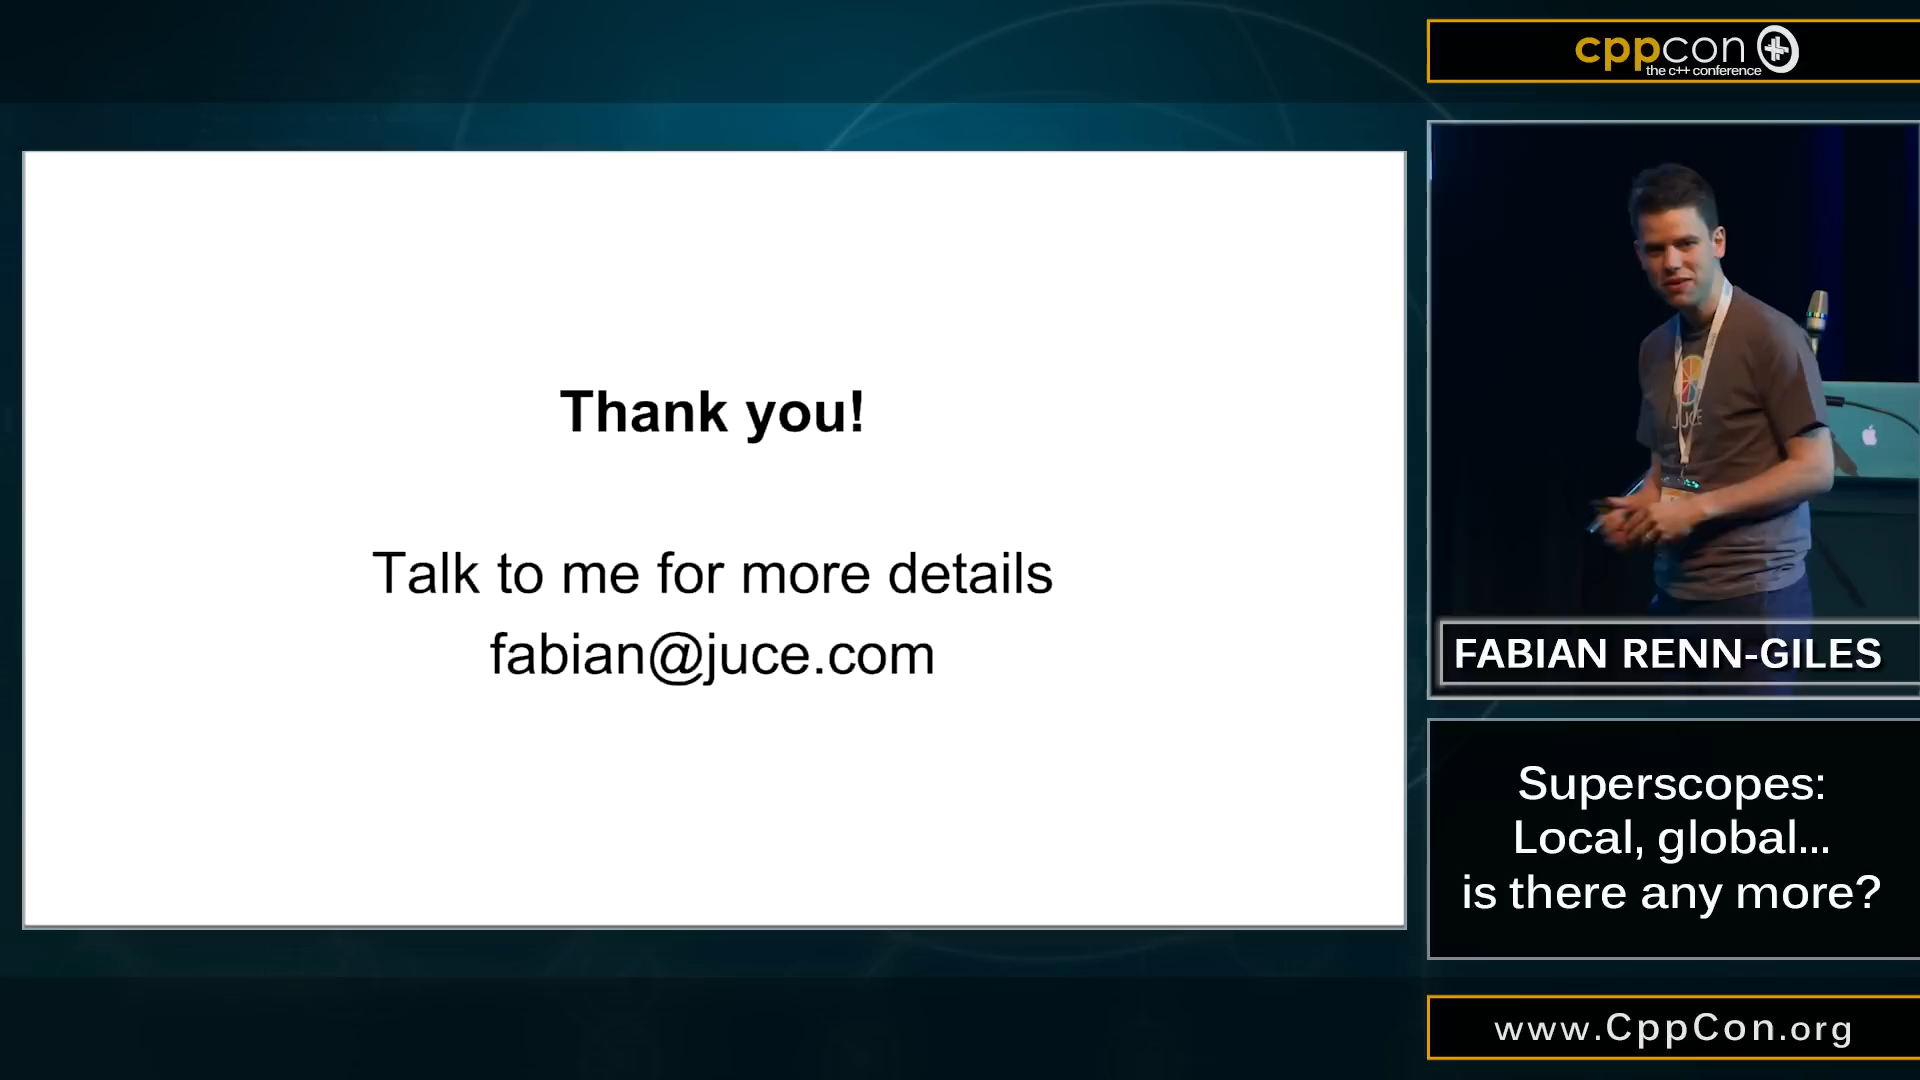 cppcon
the c++ conference
Thank you!
Talk to me for more details
fabian@juce.com
JUCE
FABIAN RENN-GILES
Superscopes:
Local, global...
is there any more?
www.CppCon.org